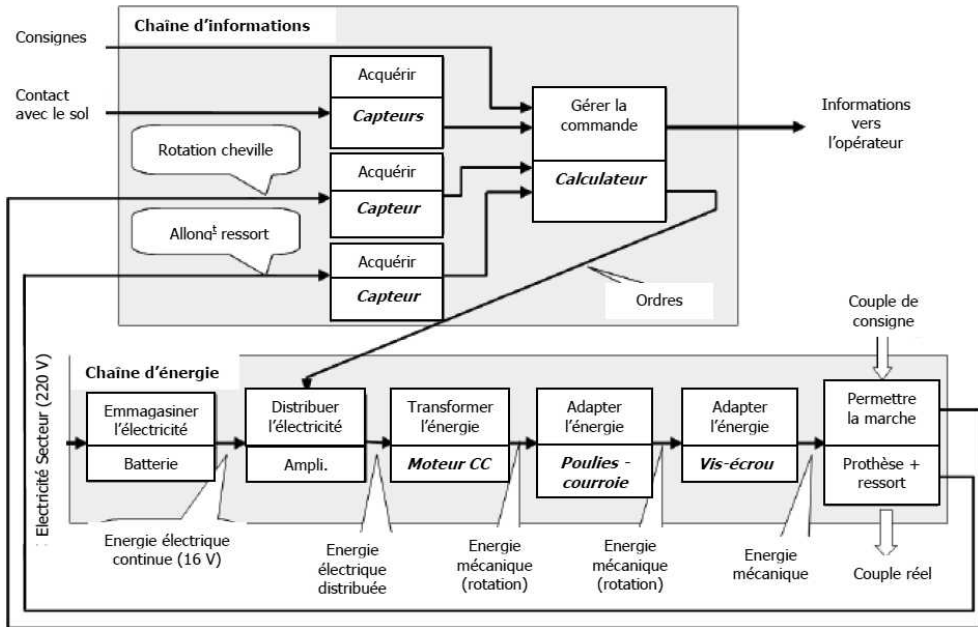 Chaîne d'informations
Consignes
Contact
avec le sol
Rotation cheville
Allongt ressort
Acquérir
Capteurs
Acquérir
Capteur
Acquérir
Capteur
Gérer la
commande
Calculateur
Informations
vers
l'opérateur
Ordres
Couple de
consigne
Chaîne d'énergie
Electricité Secteur (220 V)
Emmagasiner
l'électricité
Batterie
Distribuer
l'électricité
Ampli.
Transformer
l'énergie
Moteur CC
Adapter
l'énergie
Poulies -
courroie
Adapter
l'énergie
Vis-écrou
Permettre
la marche
Prothèse +
ressort
Energie électrique
continue (16 V)
Energie
électrique
distribuée
Energie
mécanique
(rotation)
Energie
mécanique
(rotation)
Energie
mécanique
Couple réel